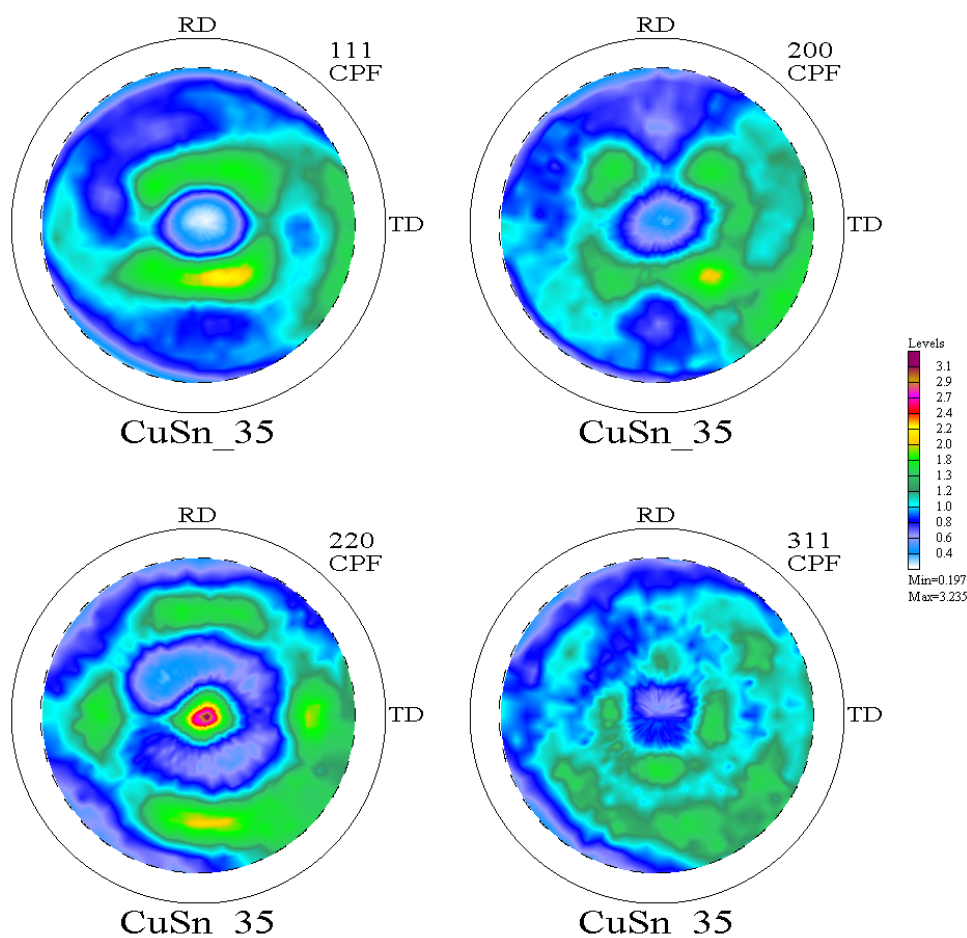 RD
111
CPF
TD
CuSn_35
RD
200
CPF
TD
CuSn_35
Levels
3.1
2.9
2.7
2.4
2.2
1.8
1.3
1.2
1.0
0.8
0.6
0.4
Min=0.197
Max=3.235
RD
220
CPF
TD
CuSn_35
RD
311
CPF
TD
CuSn_35